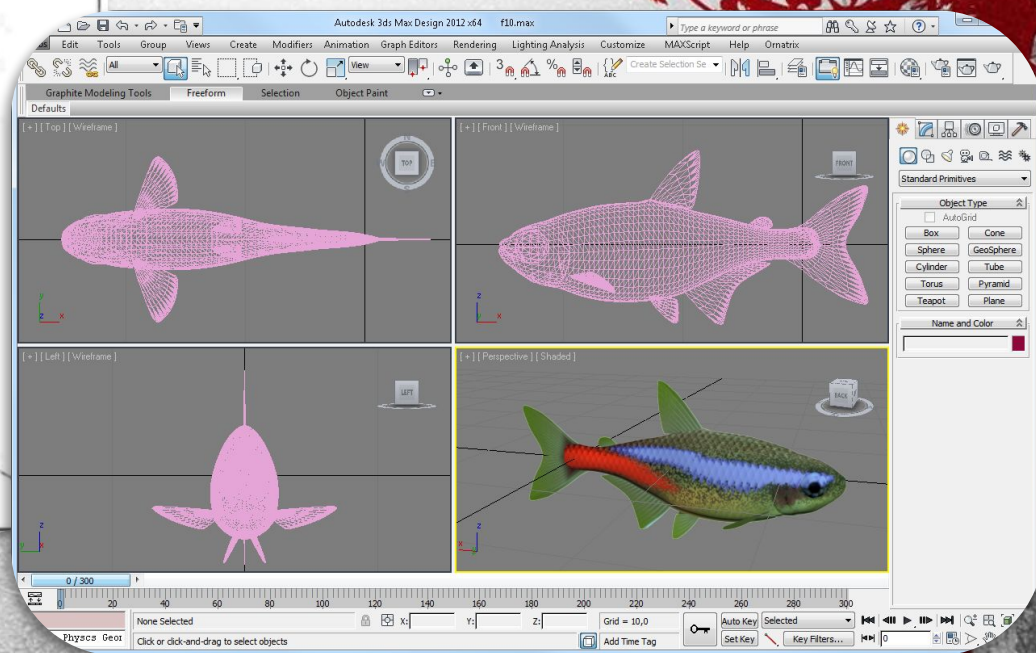 Autodesk 3ds Max Design 2012 x64 f10.max
Type a keyword or phrase
Edit Tools Group Views Create Modifiers Animation Graph Editors Rendering Lighting Analysis Customize MAXScript Help Ornatrix
All View 3 ABC Create Selection Se
Graphite Modeling Tools Freeform Selection Object Paint
Defaults
[ + ] [ Top ] [ Wireframe ]
TOP
y
z x
[ + ] [ Front ] [ Wireframe ]
FRONT
z
y x
[ + ] [ Left ] [ Wireframe ]
LEFT
z
[ + ] [ Perspective ] [ Shaded ]
BACK
z
x
Standard Primitives
Object Type
AutoGrid
Box Cone
Sphere GeoSphere
Cylinder Tube
Torus Pyramid
Teapot Plane
Name and Color
0 / 300
0 20 40 60 80 100 120 140 160 180 200 220 240 260 280 300
None Selected X: Y: Z: Grid = 10,0 Auto Key Selected
Physcs Geor Click or click-and-drag to select objects Add Time Tag Set Key Key Filters... 0